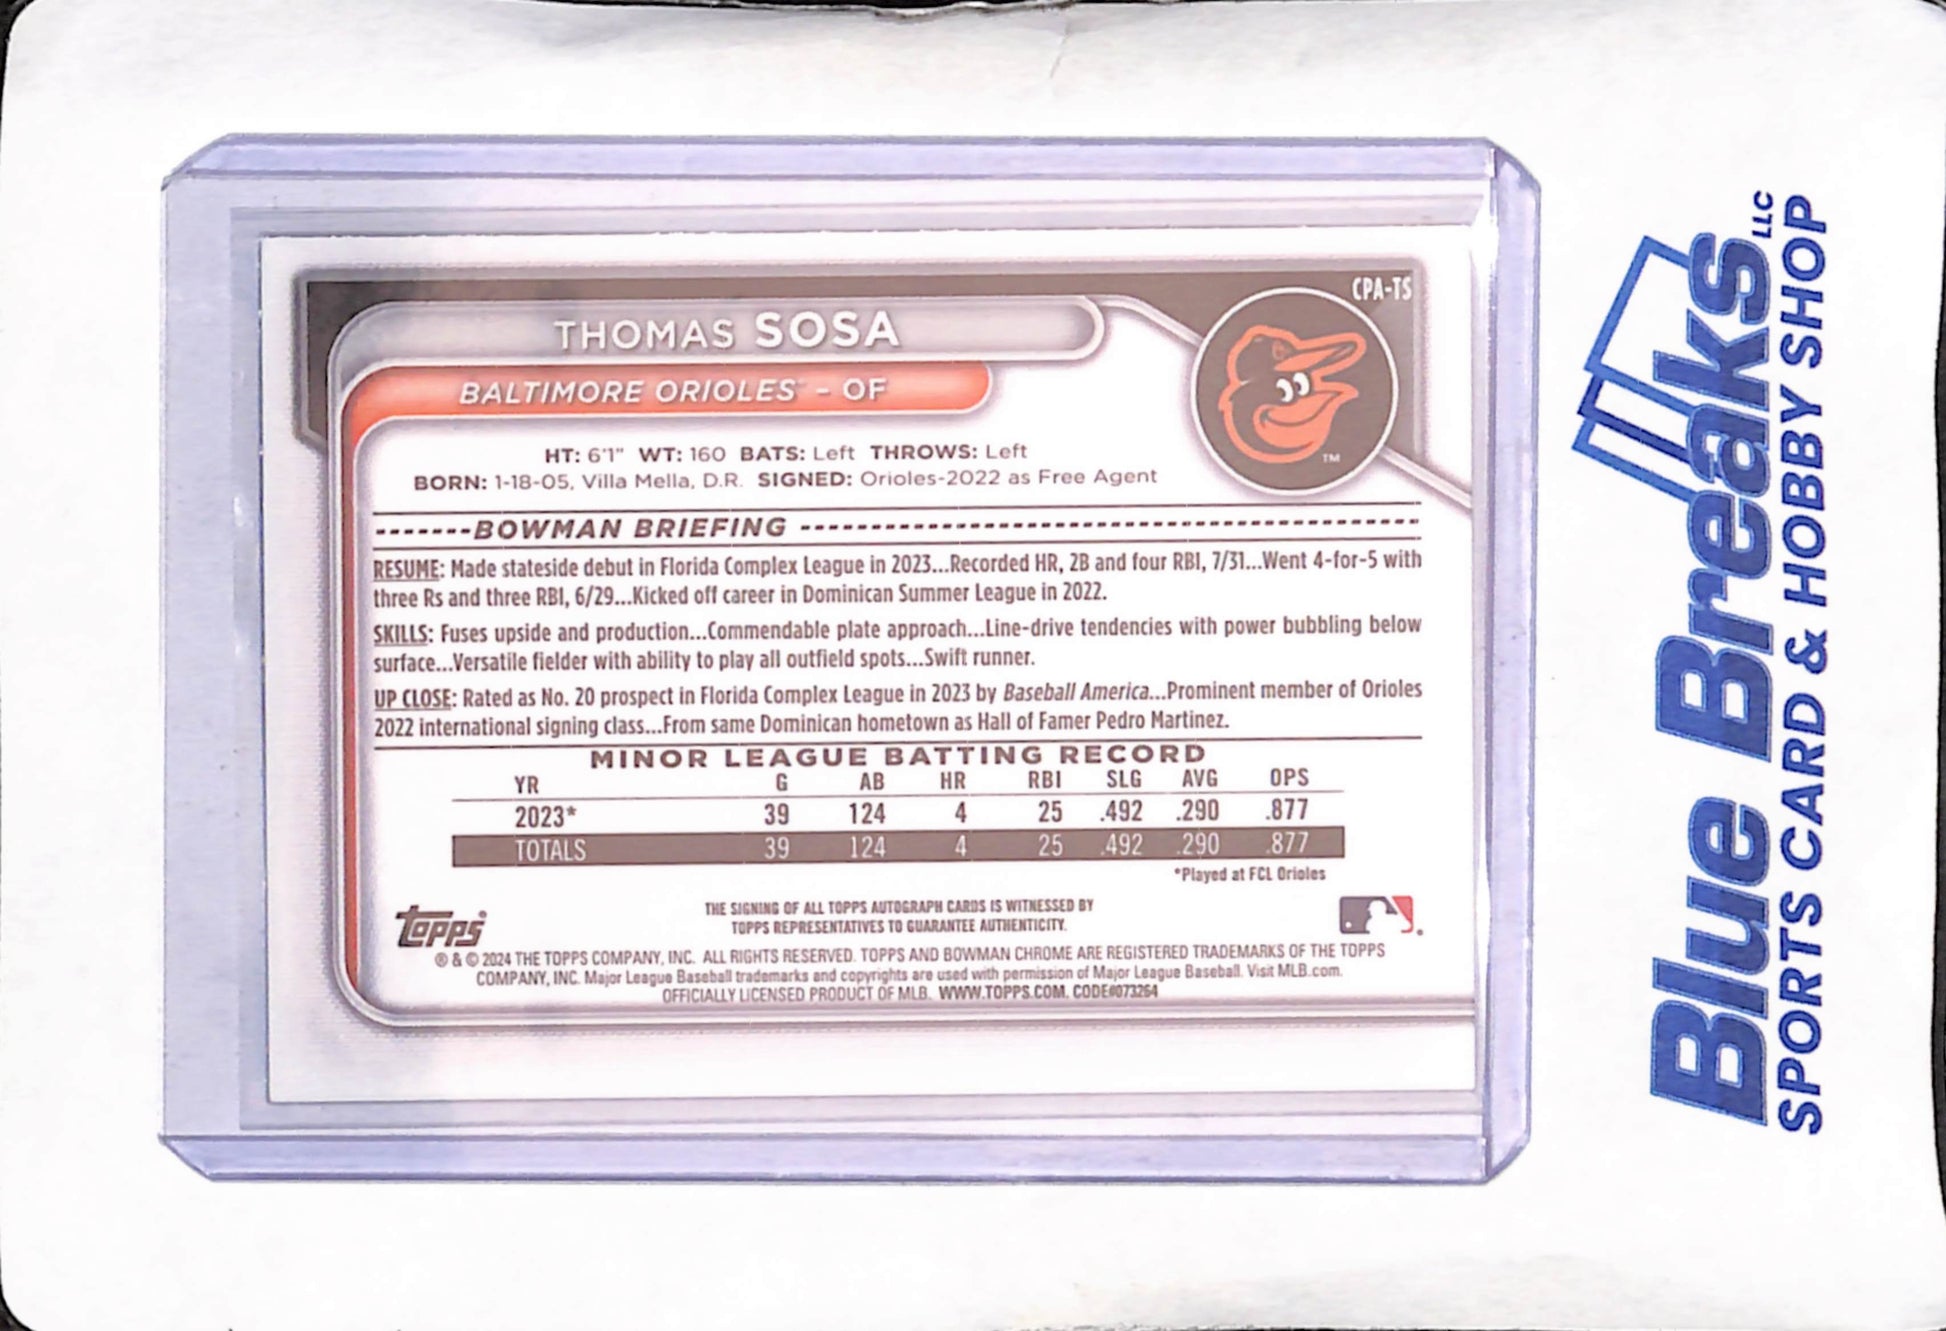 CPA-TS
THOMAS SOSA
BALTIMORE ORIOLES™ - OF
TM
HT: 6'1" WT: 160 BATS: Left THROWS: Left
BORN: 1-18-05, Villa Mella, D.R. SIGNED: Orioles-2022 as Free Agent
-------BOWMAN BRIEFING --------------------------------------------
RESUME: Made stateside debut in Florida Complex League in 2023...Recorded HR, 2B and four RBI, 7/31...Went 4-for-5 with
three Rs and three RBI, 6/29...Kicked off career in Dominican Summer League in 2022.
SKILLS: Fuses upside and production...Commendable plate approach...Line-drive tendencies with power bubbling below
surface...Versatile fielder with ability to play all outfield spots...Swift runner.
UP CLOSE: Rated as No. 20 prospect in Florida Complex League in 2023 by Baseball America...Prominent member of Orioles
2022 international signing class...From same Dominican hometown as Hall of Famer Pedro Martinez.
MINOR LEAGUE BATTING RECORD
YR G AB HR RBI SLG AVG OPS
2023* 39 124 4 25 .492 .290 .877
TOTALS 39 124 4 25 .492 .290 .877
*Played at FCL Orioles
THE SIGNING OF ALL TOPPS AUTOGRAPH CARDS IS WITNESSED BY
TOPPS REPRESENTATIVES TO GUARANTEE AUTHENTICITY.
topps
® & © 2024 THE TOPPS COMPANY, INC. ALL RIGHTS RESERVED. TOPPS AND BOWMAN CHROME ARE REGISTERED TRADEMARKS OF THE TOPPS
COMPANY, INC. Major League Baseball trademarks and copyrights are used with permission of Major League Baseball. Visit MLB.com.
OFFICIALLY LICENSED PRODUCT OF MLB. WWW.TOPPS.COM. CODE#073264
Blue Breaks LLC
SPORTS CARD & HOBBY SHOP